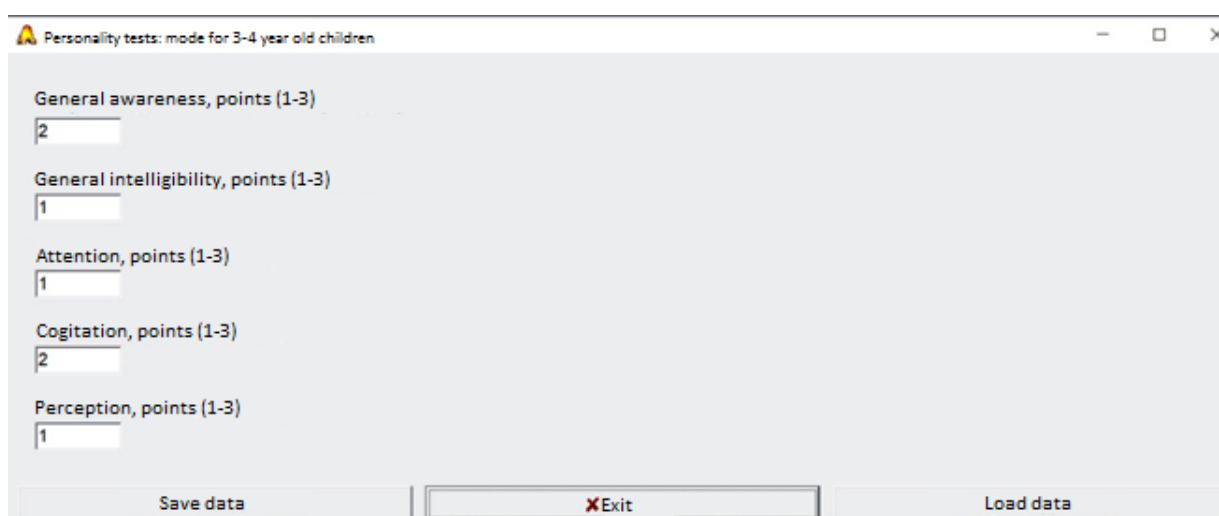 Personality tests: mode for 3-4 year old children
General awareness, points (1-3)
2
General intelligibility, points (1-3)
1
Attention, points (1-3)
1
Cogitation, points (1-3)
2
Perception, points (1-3)
1
Save data
Exit
Load data